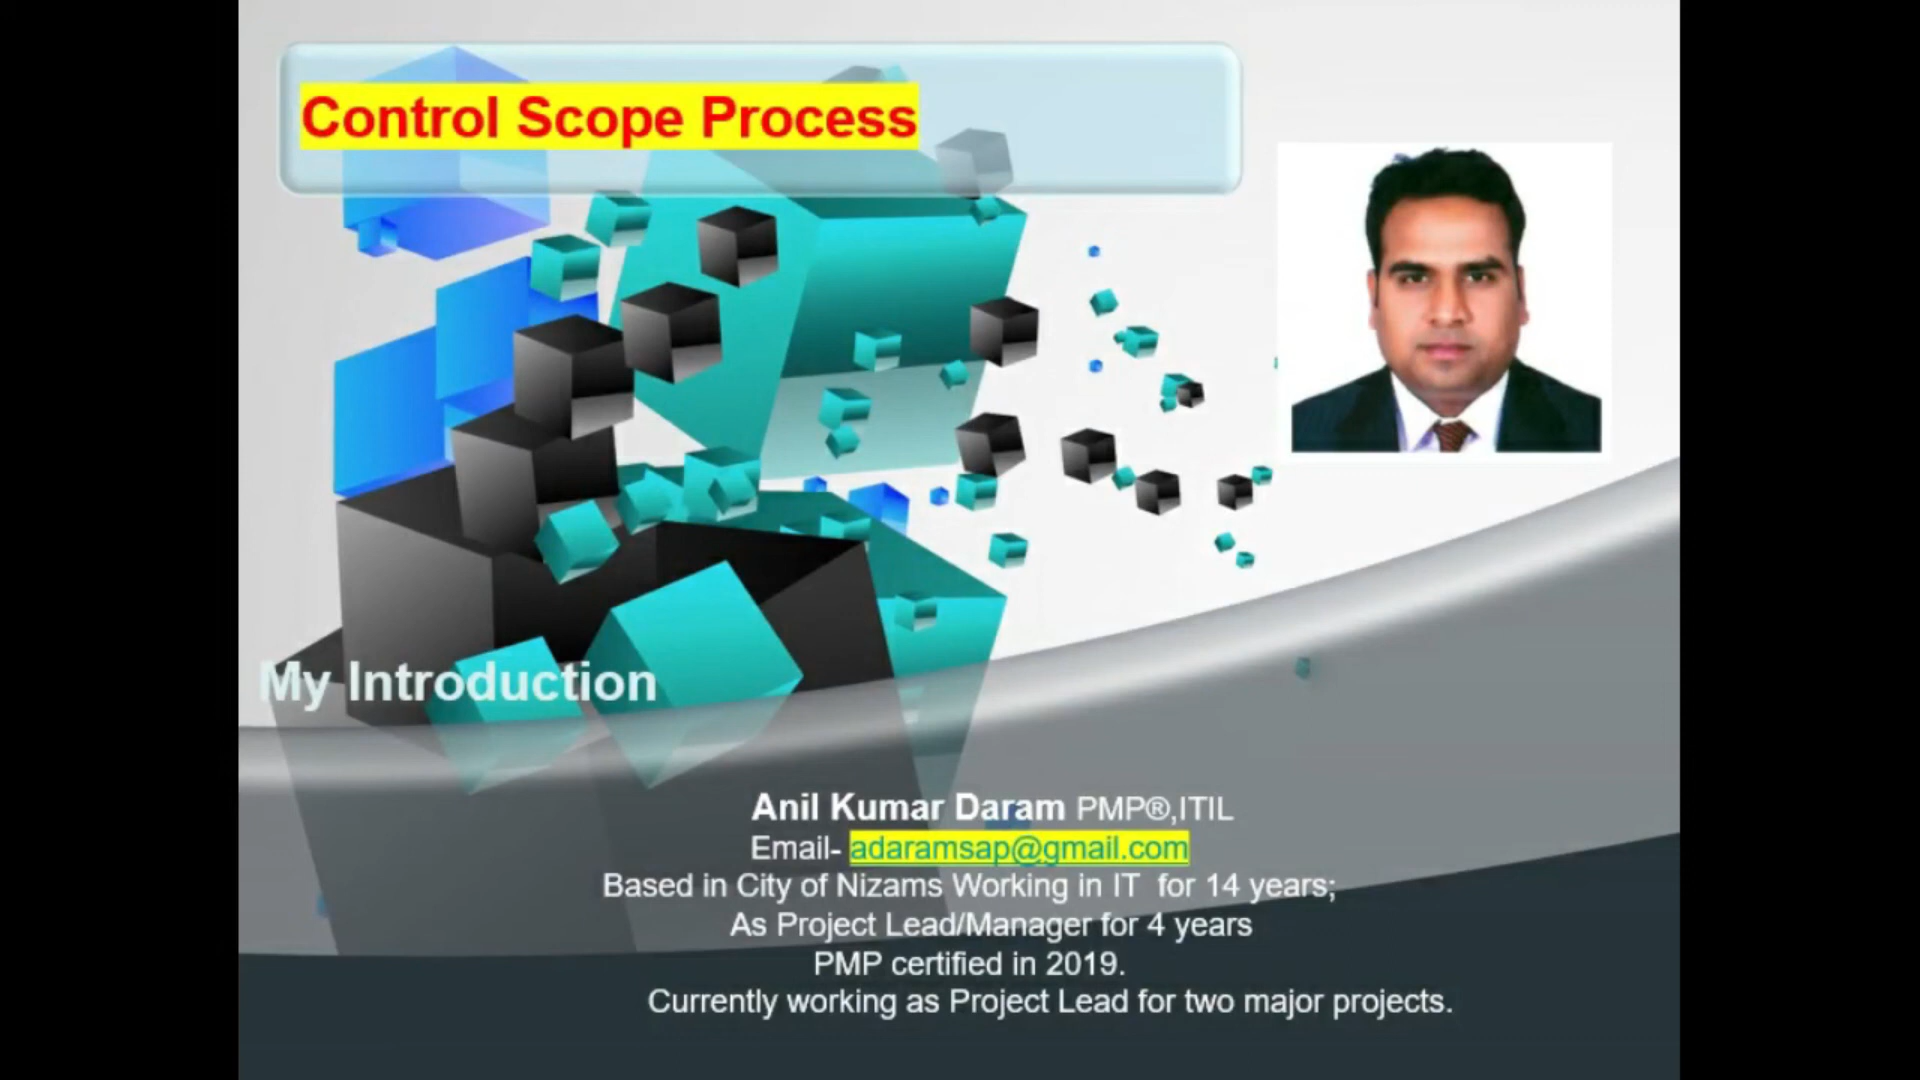 Control Scope Process
My Introduction
Anil Kumar Daram PMP®,ITIL
Email- adaramsap@gmail.com
Based in City of Nizams Working in IT for 14 years;
As Project Lead/Manager for 4 years
PMP certified in 2019.
Currently working as Project Lead for two major projects.